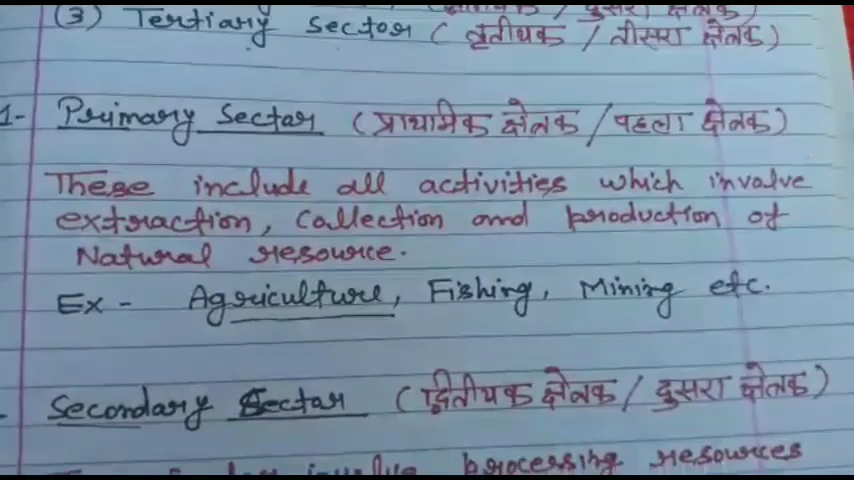 (3) Tertiary Sector ( तृतीयक / तीसरा क्षेत्रक )
1- Primary Sector ( प्राथमिक क्षेत्रक / पहला क्षेत्रक )
These include all activities which involve
extraction, collection and production of
Natural resource.
Ex - Agriculture, Fishing, Mining etc.
Secondary Sector ( द्वितीयक क्षेत्रक / दुसरा क्षेत्रक )
involve processing resources